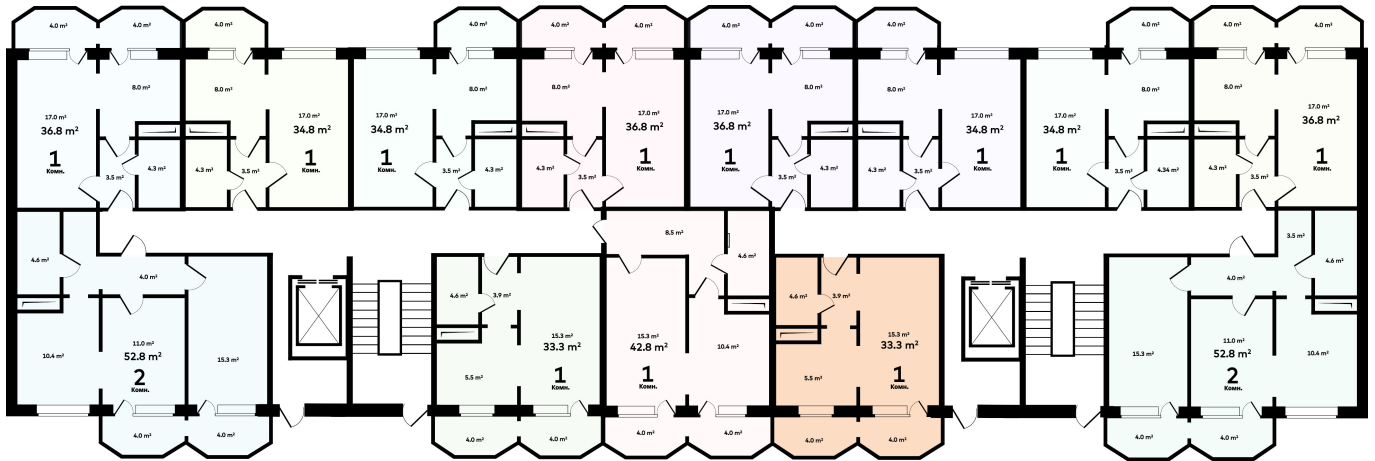 4.0 m² 4.0 m² 4.0 m² 4.0 m² 4.0 m² 4.0 m² 4.0 m² 4.0 m² 4.0 m² 4.0 m² 4.0 m² 4.0 m²
8.0 m² 8.0 m² 8.0 m² 8.0 m² 8.0 m² 8.0 m² 8.0 m² 8.0 m²
17.0 m² 17.0 m² 17.0 m² 17.0 m² 17.0 m² 17.0 m² 17.0 m² 17.0 m²
36.8 m² 34.8 m² 34.8 m² 36.8 m² 36.8 m² 34.8 m² 34.8 m² 36.8 m²
1 1 1 1 1 1 1 1
Комн. Комн. Комн. Комн. Комн. Комн. Комн. Комн.
3.5 m² 4.3 m² 4.3 m² 3.5 m² 3.5 m² 4.3 m² 4.3 m² 3.5 m² 3.5 m² 4.3 m² 4.3 m² 3.5 m² 3.5 m² 4.34 m² 4.3 m² 3.5 m²
8.5 m² 3.5 m²
4.6 m² 4.6 m² 4.6 m²
4.0 m² 4.0 m²
4.6 m² 3.9 m² 4.6 m² 3.9 m²
15.3 m² 15.3 m² 15.3 m²
33.3 m² 42.8 m² 33.3 m²
11.0 m² 10.4 m² 11.0 m²
10.4 m² 52.8 m² 15.3 m² 15.3 m² 52.8 m² 10.4 m²
2 5.5 m² 1 1 5.5 m² 1 2
Комн. Комн. Комн. Комн. Комн.
4.0 m² 4.0 m² 4.0 m² 4.0 m² 4.0 m² 4.0 m² 4.0 m² 4.0 m² 4.0 m² 4.0 m²